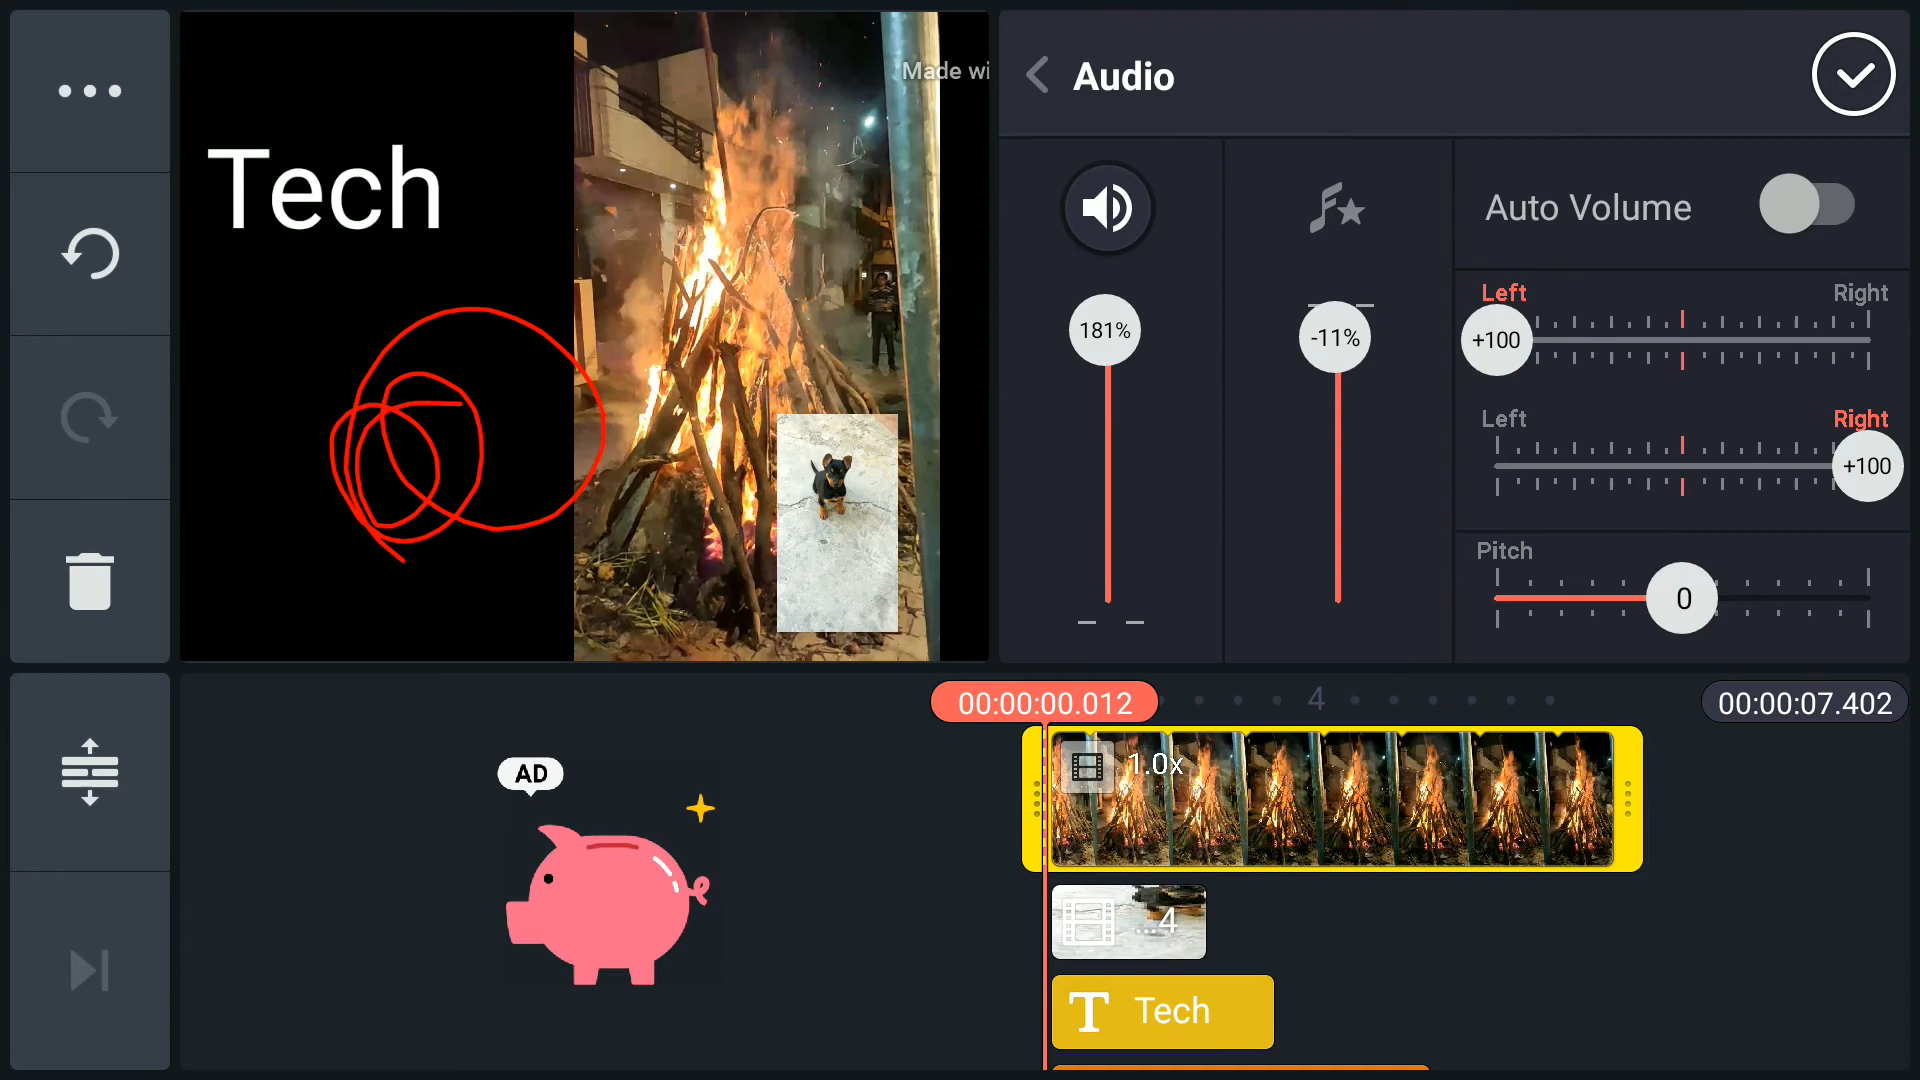 Tech
Made wi
Audio
181%
-11%
Auto Volume
Left
Right
+100
Left
Right
+100
Pitch
0
00:00:00.012
4
00:00:07.402
1.0x
AD
...4
T
Tech